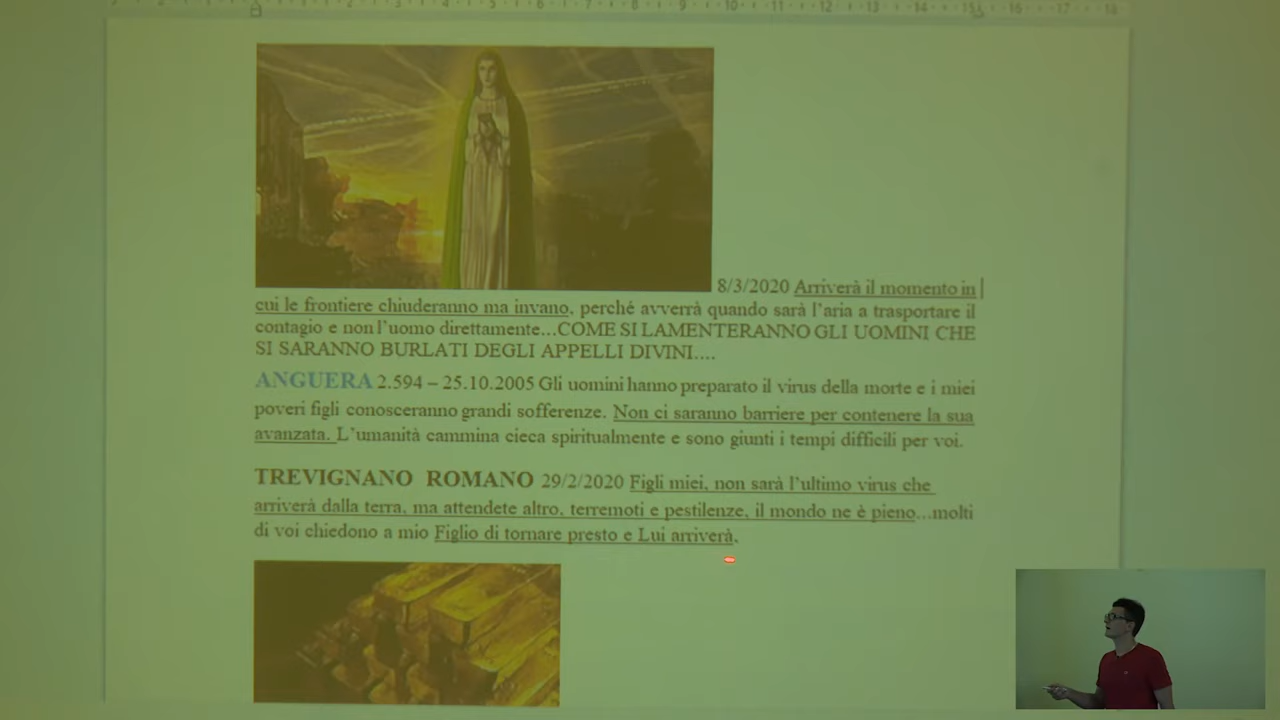 8/3/2020 Arriverà il momento in
cui le frontiere chiuderanno ma invano, perché avverrà quando sarà l'aria a trasportare il
contagio e non l'uomo direttamente...COME SI LAMENTERANNO GLI UOMINI CHE
SI SARANNO BURLATI DEGLI APPELLI DIVINI....
ANGUERA 2.594 – 25.10.2005 Gli uomini hanno preparato il virus della morte e i miei
poveri figli conosceranno grandi sofferenze. Non ci saranno barriere per contenere la sua
avanzata. L'umanità cammina cieca spiritualmente e sono giunti i tempi difficili per voi.
TREVIGNANO ROMANO 29/2/2020 Figli miei, non sarà l'ultimo virus che
arriverà dalla terra, ma attendete altro, terremoti e pestilenze, il mondo ne è pieno...molti
di voi chiedono a mio Figlio di tornare presto e Lui arriverà.